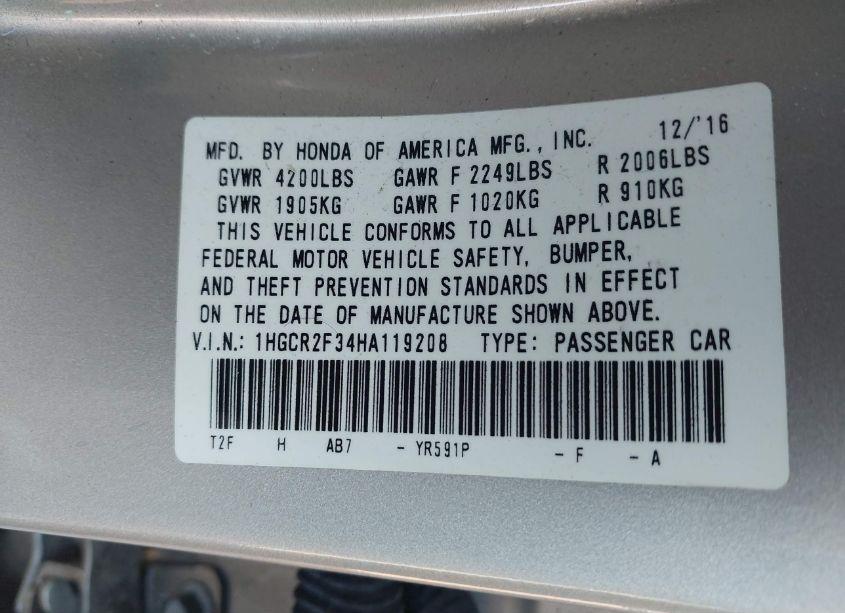 MFD. BY HONDA OF AMERICA MFG., INC. 12/'16
GVWR 4200LBS GAWR F 2249LBS R 2006LBS
GVWR 1905KG GAWR F 1020KG R 910KG
THIS VEHICLE CONFORMS TO ALL APPLICABLE
FEDERAL MOTOR VEHICLE SAFETY, BUMPER,
AND THEFT PREVENTION STANDARDS IN EFFECT
ON THE DATE OF MANUFACTURE SHOWN ABOVE.
V.I.N.: 1HGCR2F34HA119208 TYPE: PASSENGER CAR
T2F H AB7 - YR591P - F - A